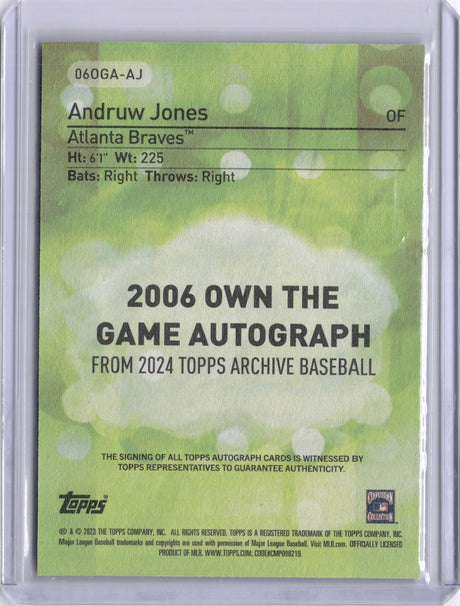 06OGA-AJ
Andruw Jones OF
Atlanta Braves™
Ht: 6'1" Wt: 225
Bats: Right Throws: Right
2006 OWN THE
GAME AUTOGRAPH
FROM 2024 TOPPS ARCHIVE BASEBALL
THE SIGNING OF ALL TOPPS AUTOGRAPH CARDS IS WITNESSED BY
TOPPS REPRESENTATIVES TO GUARANTEE AUTHENTICITY.
Topps®
COOPERSTOWN
COLLECTION
® & © 2023 THE TOPPS COMPANY, INC. ALL RIGHTS RESERVED. TOPPS IS A REGISTERED TRADEMARK OF THE TOPPS COMPANY, INC.
Major League Baseball trademarks and copyrights are used with permission of Major League Baseball. Visit MLB.com. OFFICIALLY LICENSED
PRODUCT OF MLB. WWW.TOPPS.COM. CODE#CMP098219.